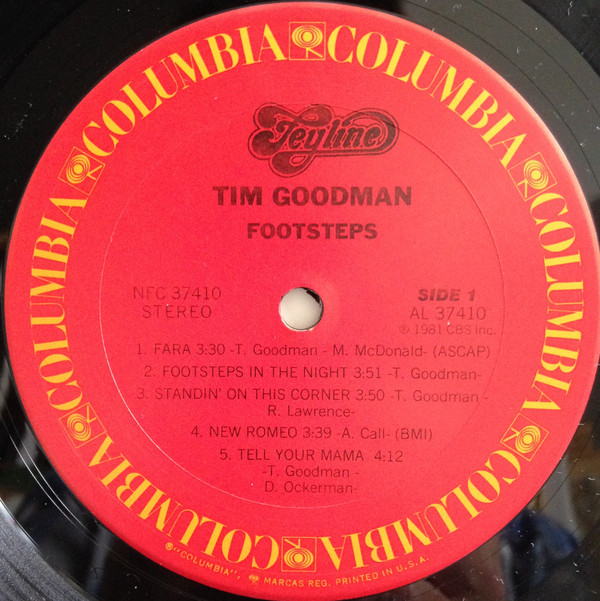 COLUMBIA COLUMBIA COLUMBIA COLUMBIA COLUMBIA COLUMBIA COLUMBIA COLUMBIA
Feyline
TIM GOODMAN
FOOTSTEPS
NFC 37410 SIDE 1
STEREO AL 37410
℗ 1981 CBS Inc.
1. FARA 3:30 -T. Goodman - M. McDonald- (ASCAP)
2. FOOTSTEPS IN THE NIGHT 3:51 -T. Goodman-
3. STANDIN' ON THIS CORNER 3:50 -T. Goodman -
R. Lawrence-
4. NEW ROMEO 3:39 -A. Call- (BMI)
5. TELL YOUR MAMA 4:12
-T. Goodman -
D. Ockerman-
®"COLUMBIA", MARCAS REG. PRINTED IN U.S.A.